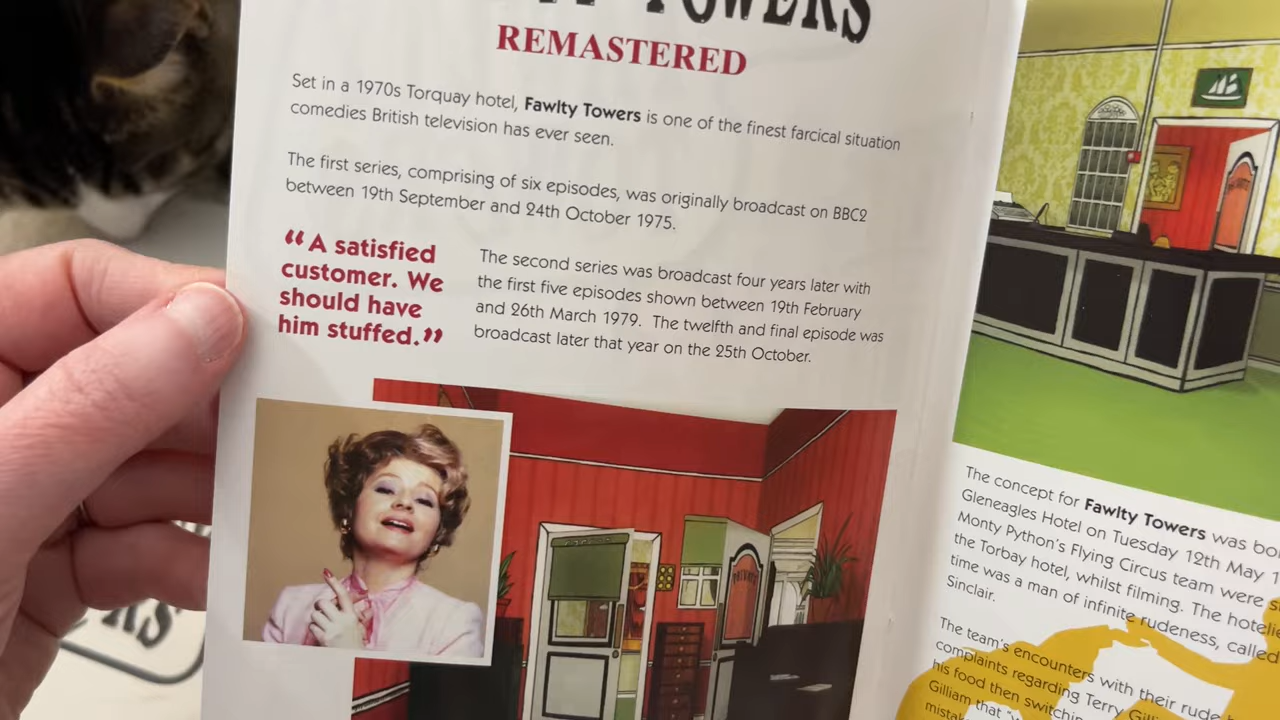 TOWERS
REMASTERED
Set in a 1970s Torquay hotel, Fawlty Towers is one of the finest farcical situation
comedies British television has ever seen.
The first series, comprising of six episodes, was originally broadcast on BBC2
between 19th September and 24th October 1975.
“A satisfied
customer. We
should have
him stuffed.”
The second series was broadcast four years later with
the first five episodes shown between 19th February
and 26th March 1979. The twelfth and final episode was
broadcast later that year on the 25th October.
PRIVATE
The concept for Fawlty Towers was
Gleneagles Hotel on Tuesday 12th May
Monty Python's Flying Circus team were
the Torbay hotel, whilst filming. The
time was a man of infinite rudeness, called
Sinclair.
The team's encounters with their rude
complaints regarding Terry
his food then
Gilliam that